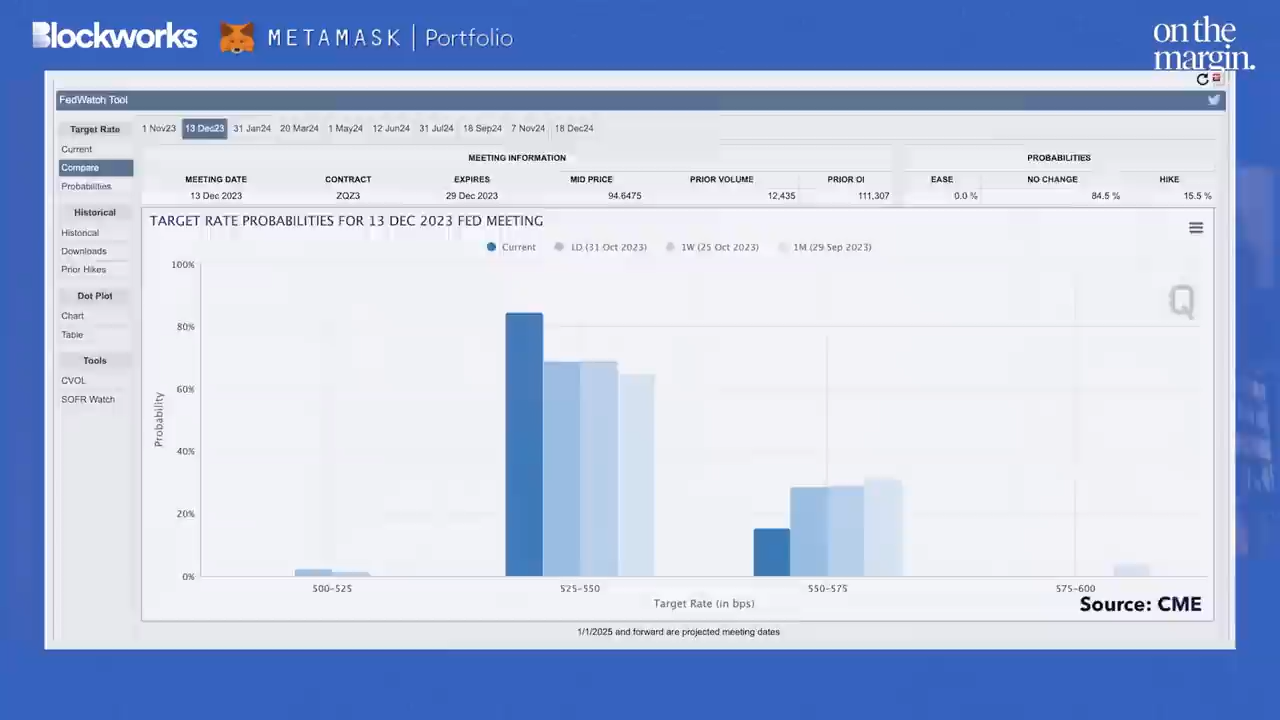 Blockworks METAMASK | Portfolio
on the
margin.
FedWatch Tool
Target Rate
Current
Compare
Probabilities
Historical
Historical
Downloads
Prior Hikes
Dot Plot
Chart
Table
Tools
CVOL
SOFR Watch
1 Nov23 13 Dec23 31 Jan24 20 Mar24 1 May24 12 Jun24 31 Jul24 18 Sep24 7 Nov24 18 Dec24
MEETING INFORMATION PROBABILITIES
MEETING DATE CONTRACT EXPIRES MID PRICE PRIOR VOLUME PRIOR OI EASE NO CHANGE HIKE
13 Dec 2023 ZQZ3 29 Dec 2023 94.6475 12,435 111,307 0.0 % 84.5 % 15.5 %
TARGET RATE PROBABILITIES FOR 13 DEC 2023 FED MEETING
Current 1D (31 Oct 2023) 1W (25 Oct 2023) 1M (29 Sep 2023)
Q
100%
80%
60%
40%
20%
0%
Probability
500-525 525-550 550-575 575-600
Target Rate (in bps)
Source: CME
1/1/2025 and forward are projected meeting dates